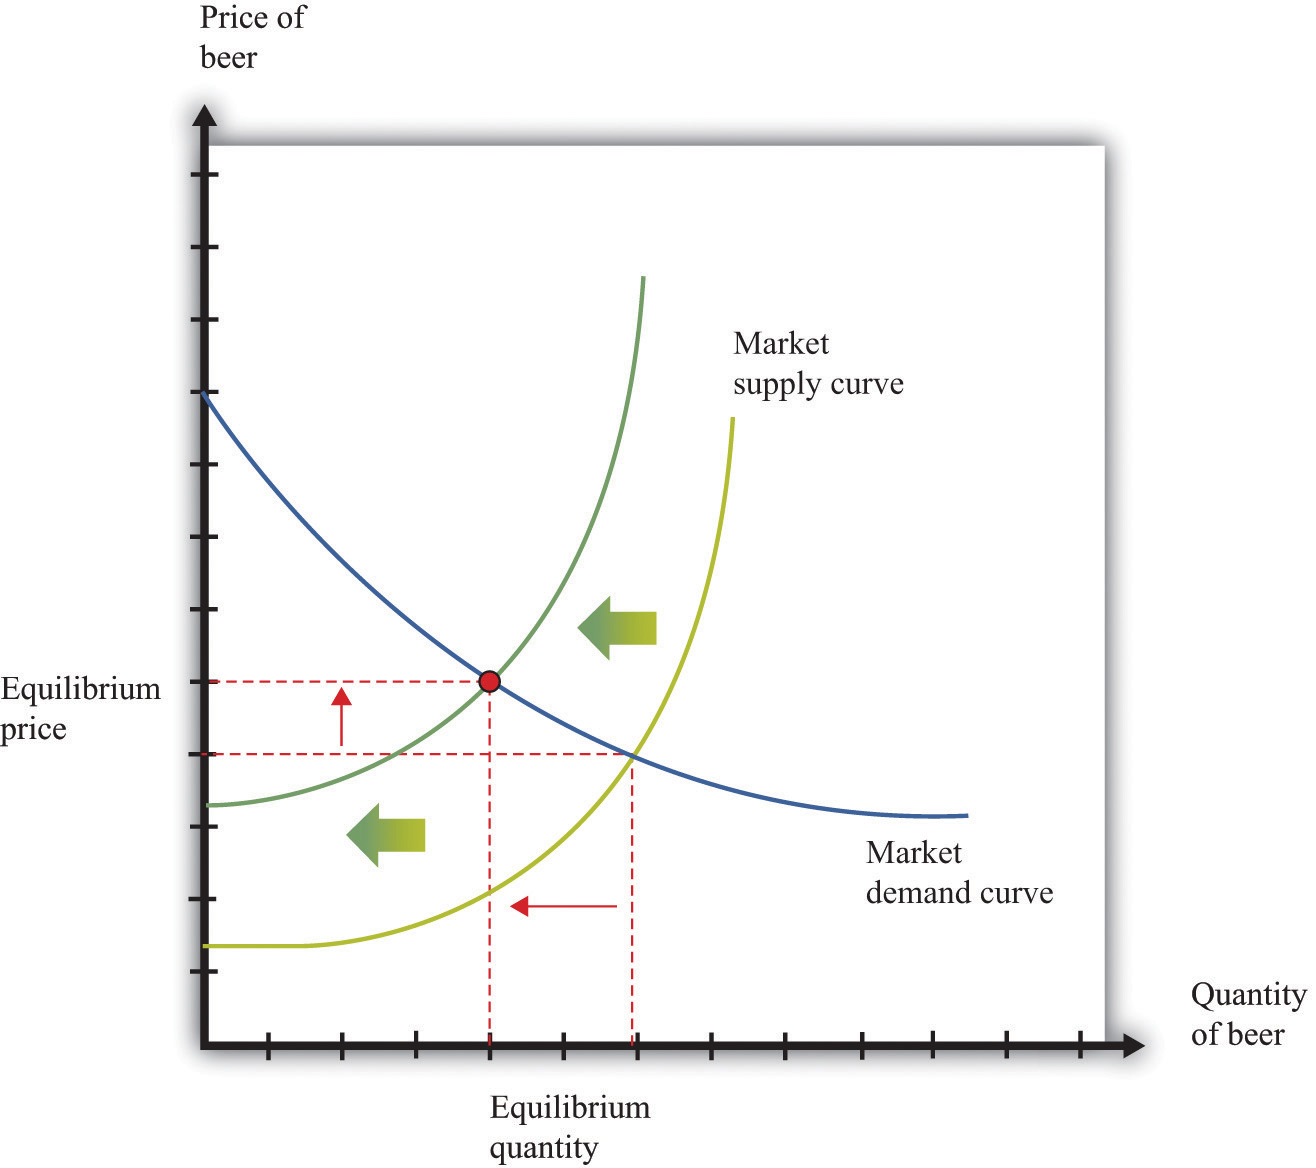 Price of
beer
Market
supply curve
Equilibrium
price
Market
demand curve
Quantity
of beer
Equilibrium
quantity